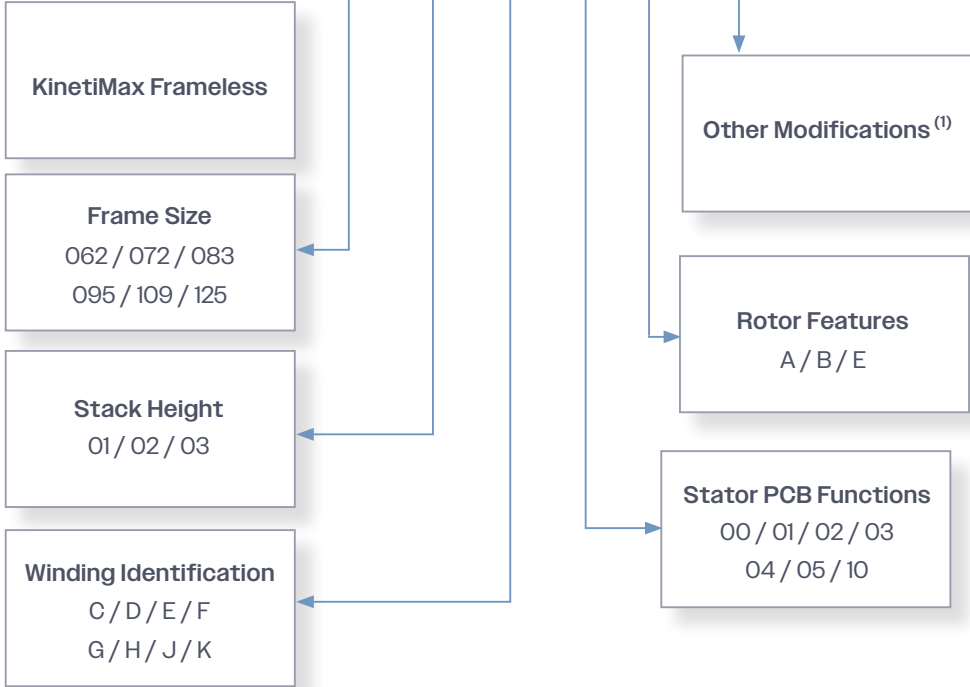 KinetiMax Frameless
Frame Size
062 / 072 / 083
095 / 109 / 125
Stack Height
01 / 02 / 03
Winding Identification
C / D / E / F
G / H / J / K
Other Modifications (1)
Rotor Features
A / B / E
Stator PCB Functions
00 / 01 / 02 / 03
04 / 05 / 10